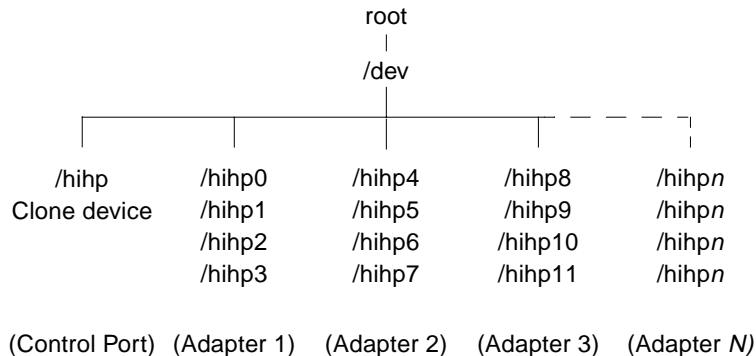 root
/dev
/hihp /hihp0 /hihp4 /hihp8 /hihpn
Clone device /hihp1 /hihp5 /hihp9 /hihpn
/hihp2 /hihp6 /hihp10 /hihpn
/hihp3 /hihp7 /hihp11 /hihpn
(Control Port) (Adapter 1) (Adapter 2) (Adapter 3) (Adapter N)